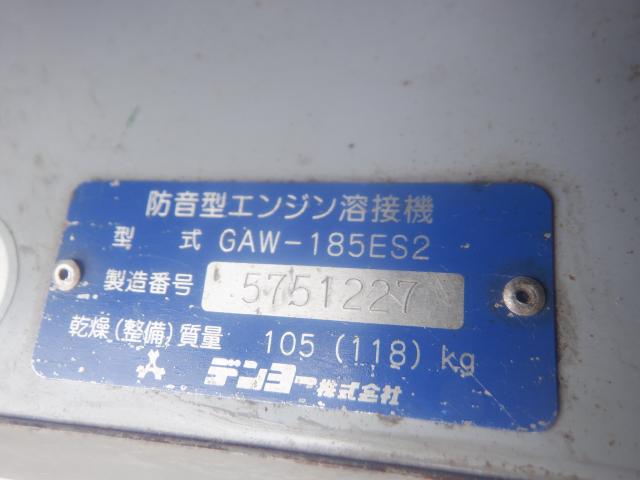 防音型エンジン溶接機
型 式 GAW-185ES2
製造番号 5751227
乾燥(整備)質量 105 (118) kg
デンヨー株式会社